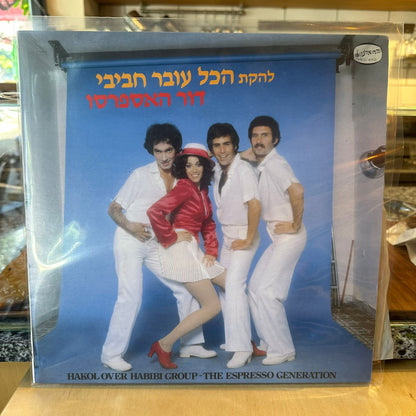 להקת הכל עובר חביבי
דור האספרסו
HAKOL OVER HABIBI GROUP - THE ESPRESSO GENERATION